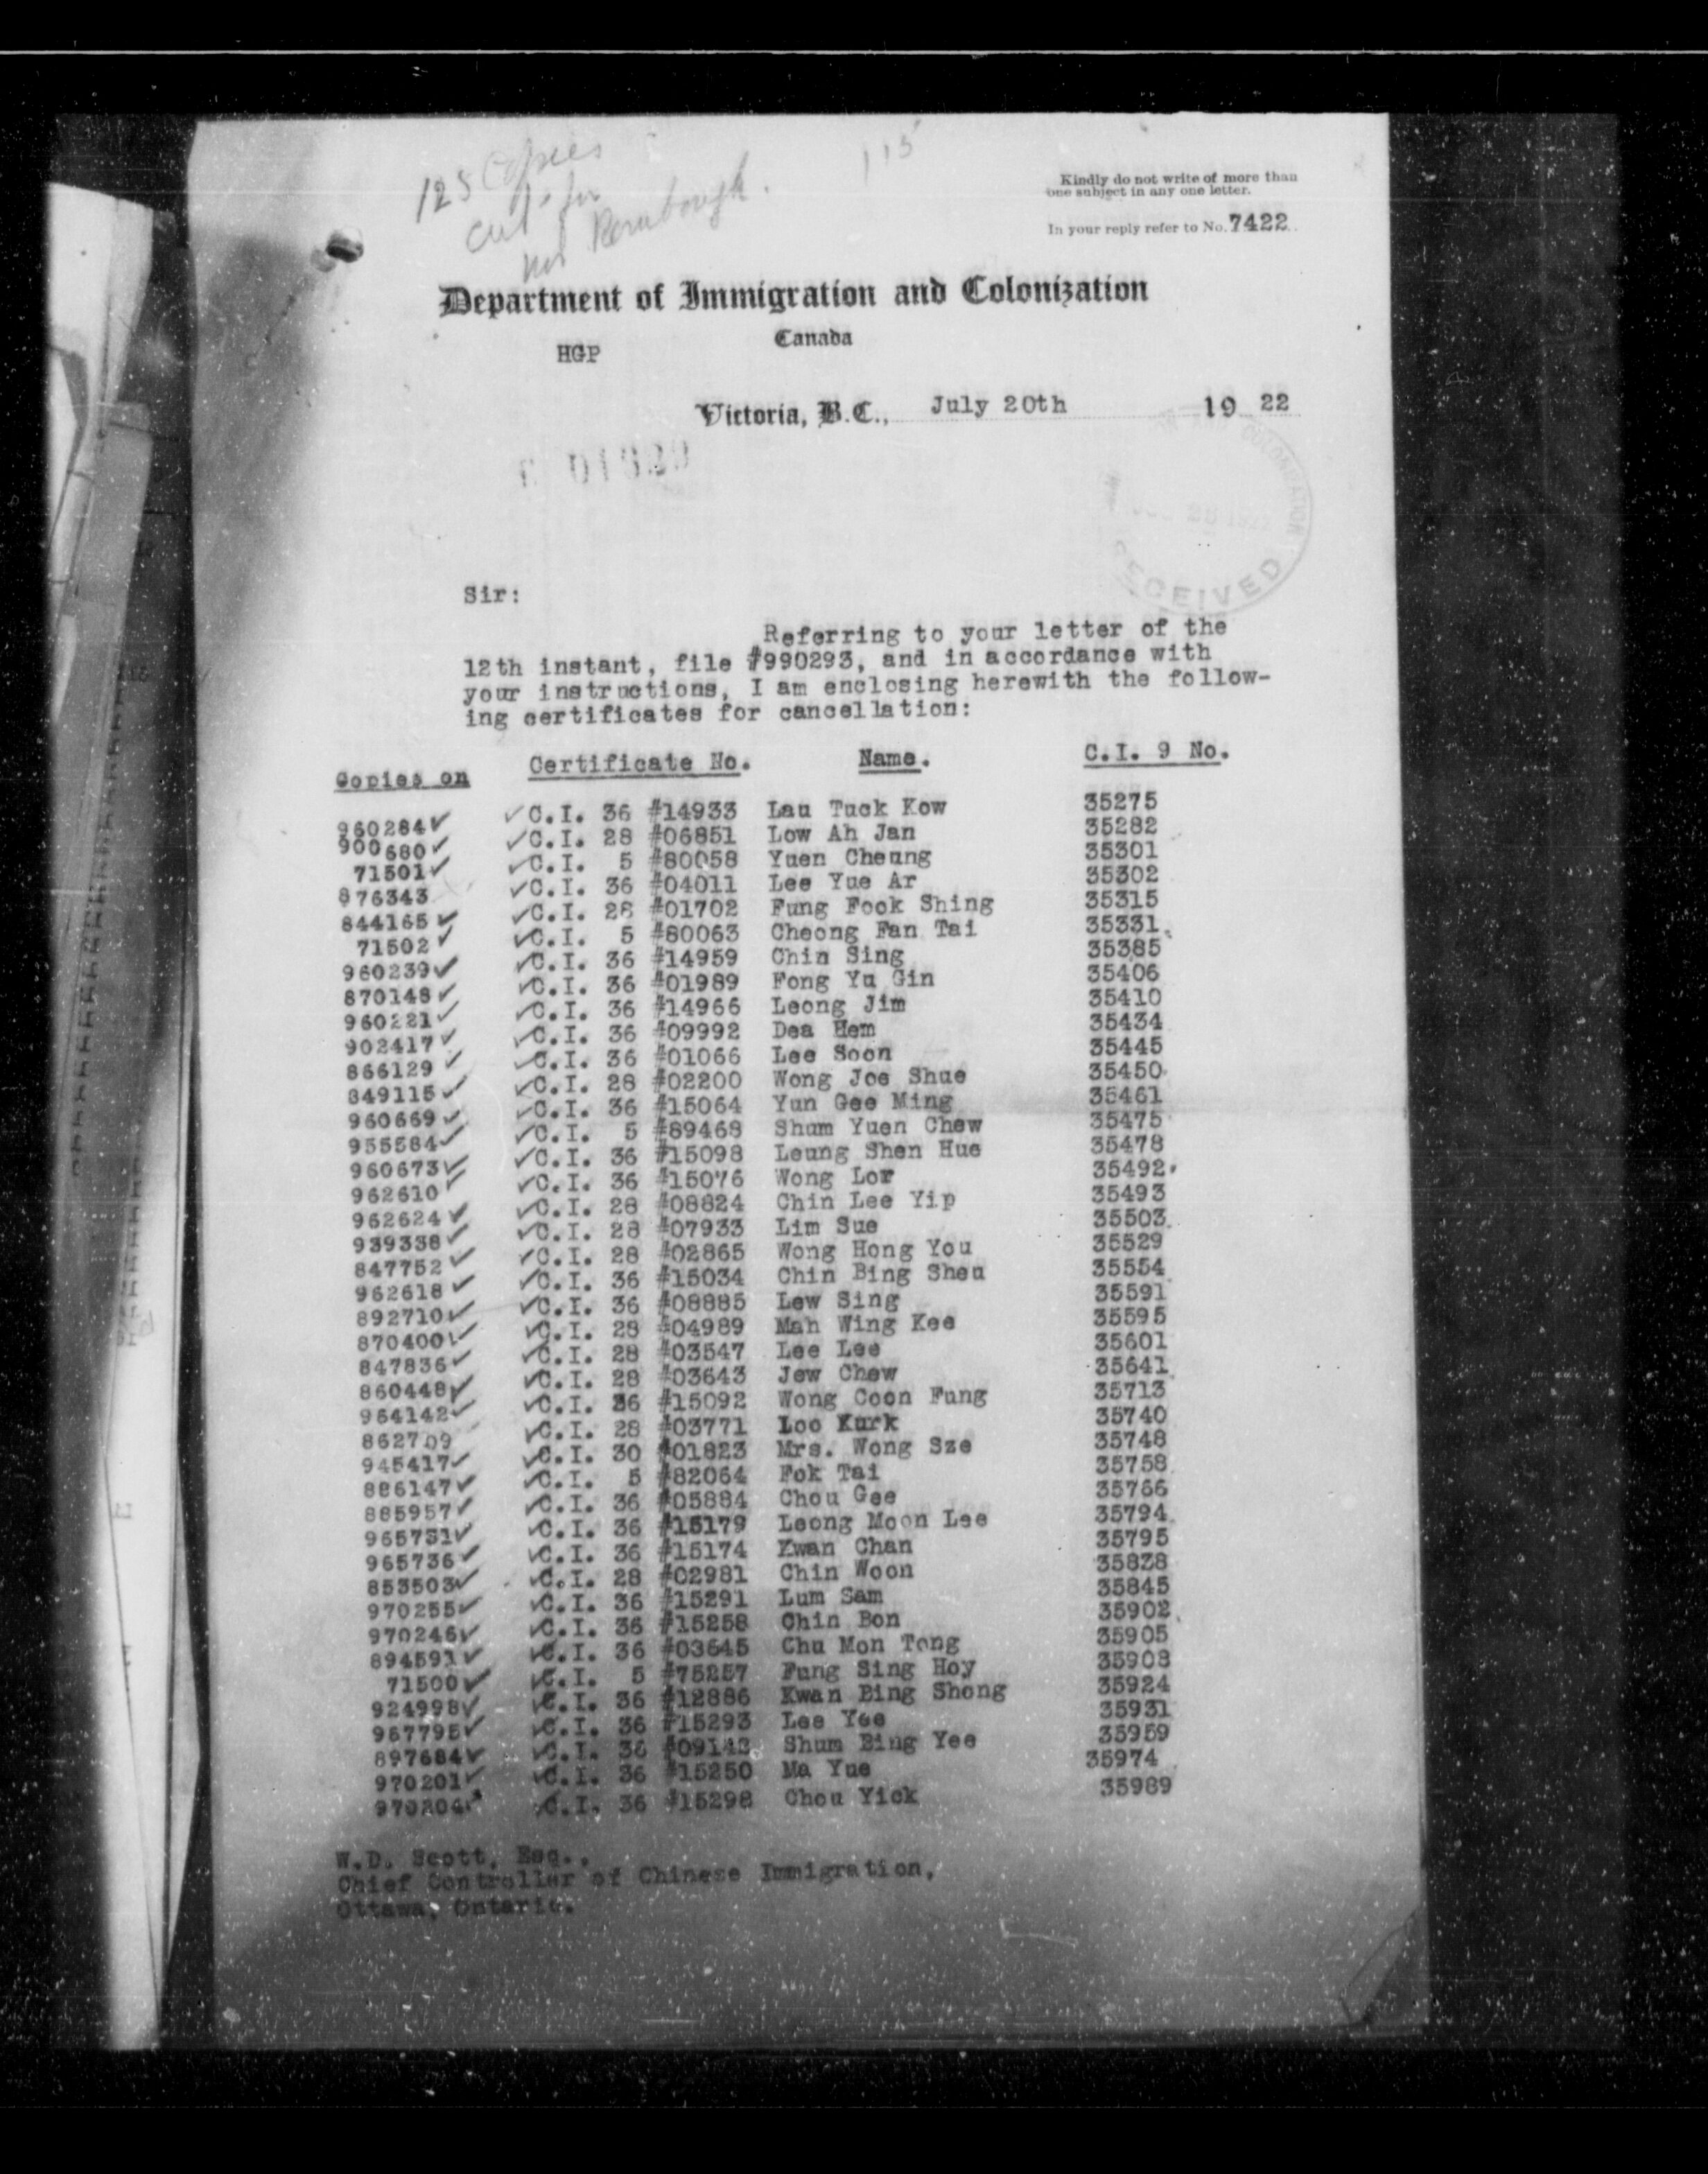 125 Copies
115
Kindly do not write of more than
one subject in any one letter.
In your reply refer to No. 7422
Department of Immigration and Colonization
Canada
HGP
Victoria, B.C., July 20th 19 22
RECEIVED
Sir:
Referring to your letter of the
12th instant, file #990293, and in accordance with
your instructions, I am enclosing herewith the follow-
ing certificates for cancellation:
Copies on Certificate No. Name. C.I. 9 No.
960284✓ ✓C.I. 36 #14933 Lau Tuck Kow 35275
900680✓ ✓C.I. 28 #06851 Low Ah Jan 35282
71501✓ ✓C.I. 5 #80058 Yuen Cheung 35301
876343 ✓C.I. 36 #04011 Lee Yue Ar 35302
844165✓ ✓C.I. 28 #01702 Fung Fook Shing 35315
71502✓ ✓C.I. 5 #80063 Cheong Fan Tai 35331
960239✓ ✓C.I. 36 #14959 Chin Sing 35385
870148✓ ✓C.I. 36 #01989 Fong Yu Gin 35406
960221✓ ✓C.I. 36 #14966 Leong Jim 35410
902417✓ ✓C.I. 36 #09992 Dea Hem 35434
866129✓ ✓C.I. 36 #01066 Lee Soon 35445
849115✓ ✓C.I. 28 #02200 Wong Joe Shue 35450
960669✓ ✓C.I. 36 #15064 Yun Gee Ming 35461
955584✓ ✓C.I. 5 #89468 Shum Yuen Chew 35475
960673✓ ✓C.I. 36 #15098 Leung Shen Hue 35478
962610✓ ✓C.I. 36 #15076 Wong Low 35492
962624✓ ✓C.I. 28 #08824 Chin Lee Yip 35493
939338✓ ✓C.I. 28 #07933 Lim Sue 35503
847752✓ ✓C.I. 28 #02865 Wong Hong You 35529
962618✓ ✓C.I. 36 #15034 Chin Bing Sheu 35554
892710✓ ✓C.I. 36 #08885 Lew Sing 35591
870400✓ ✓C.I. 28 #04989 Mah Wing Kee 35595
847836✓ ✓C.I. 28 #03547 Lee Lee 35601
860448✓ ✓C.I. 28 #03643 Jew Chew 35641
964142✓ ✓C.I. 36 #15092 Wong Coon Fung 35713
862709 ✓C.I. 28 #03771 Loo Kurk 35740
945417✓ ✓C.I. 30 #01823 Mrs. Wong Sze 35748
886147✓ ✓C.I. 5 #82064 Fok Tai 35758
885957✓ ✓C.I. 36 #05884 Chou Gee 35766
965731✓ ✓C.I. 36 #15179 Leong Moon Lee 35794
965736✓ ✓C.I. 36 #15174 Kwan Chan 35795
853503✓ ✓C.I. 28 #02981 Chin Woon 35838
970255✓ ✓C.I. 36 #15291 Lum Sam 35845
970246✓ ✓C.I. 36 #15258 Chin Bon 35902
894591✓ ✓C.I. 36 #03645 Chu Mon Tong 35905
71500✓ ✓C.I. 5 #75257 Fung Sing Hoy 35908
924998✓ ✓C.I. 36 #12886 Kwan Bing Shong 35924
967795✓ ✓C.I. 36 #15293 Lee Yee 35931
897684✓ ✓C.I. 36 #09143 Shum Bing Yee 35959
970201✓ ✓C.I. 36 #15250 Ma Yue 35974
970204✓ ✓C.I. 36 #15298 Chou Yick 35989
W.D. Scott, Esq.,
Chief Controller of Chinese Immigration,
Ottawa, Ontario.